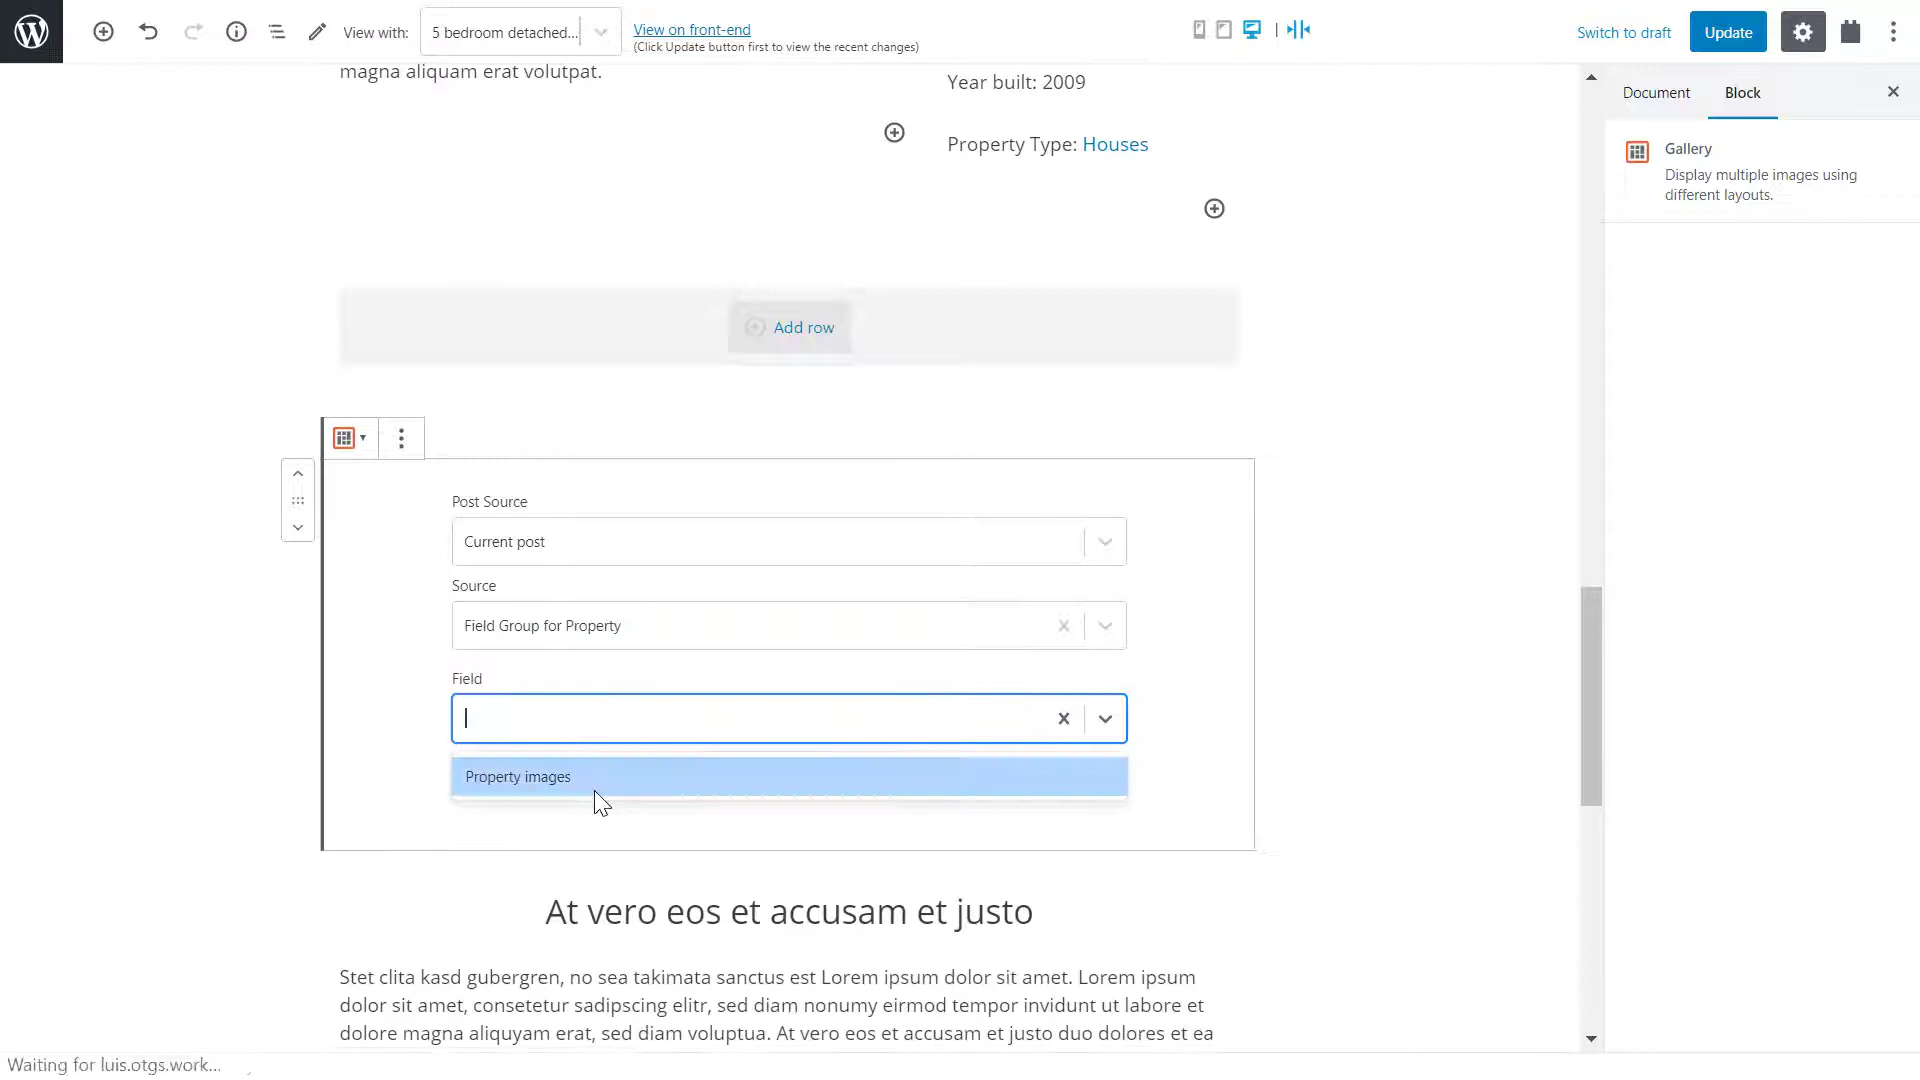 View with:
5 bedroom detached...
View on front-end
(Click Update button first to view the recent changes)
Switch to draft
Update
magna aliquam erat volutpat.
Year built: 2009
Property Type: Houses
Add row
Document
Block
Gallery
Display multiple images using
different layouts.
Post Source
Current post
Source
Field Group for Property
Field
Property images
At vero eos et accusam et justo
Stet clita kasd gubergren, no sea takimata sanctus est Lorem ipsum dolor sit amet. Lorem ipsum
dolor sit amet, consetetur sadipscing elitr, sed diam nonumy eirmod tempor invidunt ut labore et
dolore magna aliquyam erat, sed diam voluptua. At vero eos et accusam et justo duo dolores et ea
Waiting for luis.otgs.work...